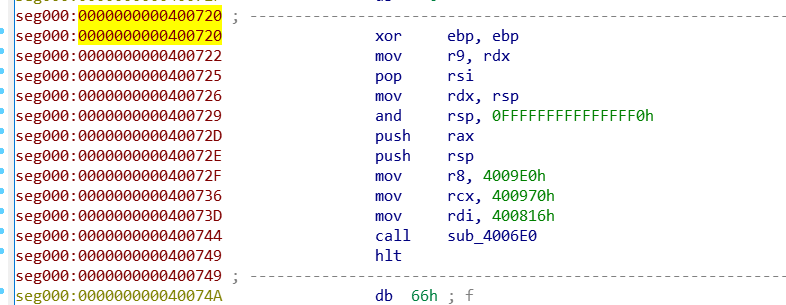 seg000:0000000000400720 ; ---------------------------------------------------------------
seg000:0000000000400720 xor ebp, ebp
seg000:0000000000400722 mov r9, rdx
seg000:0000000000400725 pop rsi
seg000:0000000000400726 mov rdx, rsp
seg000:0000000000400729 and rsp, 0FFFFFFFFFFFFFFF0h
seg000:000000000040072D push rax
seg000:000000000040072E push rsp
seg000:000000000040072F mov r8, 4009E0h
seg000:0000000000400736 mov rcx, 400970h
seg000:000000000040073D mov rdi, 400816h
seg000:0000000000400744 call sub_4006E0
seg000:0000000000400749 hlt
seg000:0000000000400749 ; ---------------------------------------------------------------
seg000:000000000040074A db 66h ; f